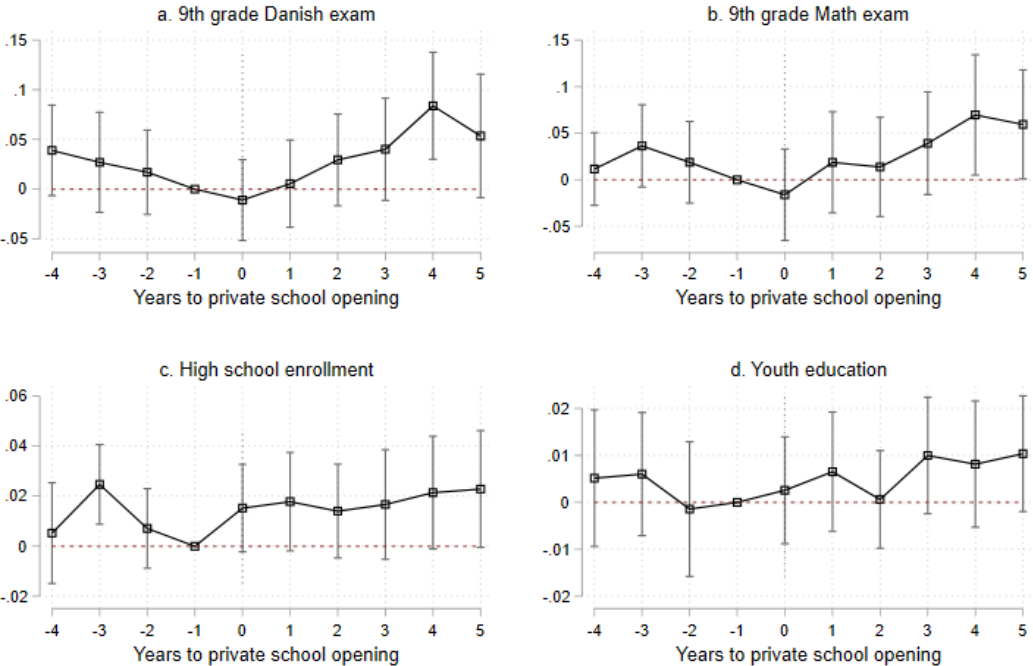 a. 9th grade Danish exam
.15
.1
.05
0
-.05
-4 -3 -2 -1 0 1 2 3 4 5
Years to private school opening
b. 9th grade Math exam
.15
.1
.05
0
-.05
-4 -3 -2 -1 0 1 2 3 4 5
Years to private school opening
c. High school enrollment
.06
.04
.02
0
-.02
-4 -3 -2 -1 0 1 2 3 4 5
Years to private school opening
d. Youth education
.02
.01
0
-.01
-.02
-4 -3 -2 -1 0 1 2 3 4 5
Years to private school opening